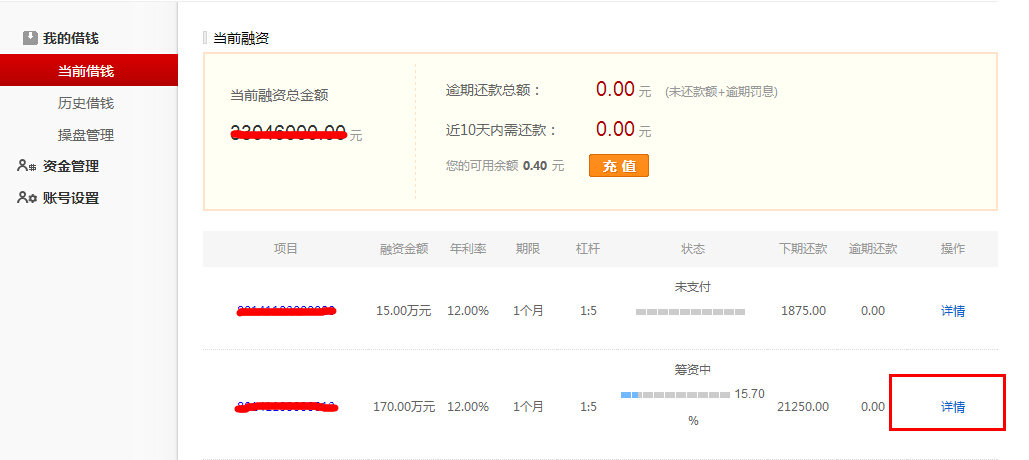 我的借钱
当前借钱
历史借钱
操盘管理
资金管理
账号设置
当前融资
当前融资总金额
元
逾期还款总额： 0.00 元 (未还款额+逾期罚息)
近10天内需还款： 0.00 元
您的可用余额 0.40 元 充值
项目 融资金额 年利率 期限 杠杆 状态 下期还款 逾期还款 操作
未支付
15.00万元 12.00% 1个月 1:5 1875.00 0.00 详情
筹资中
15.70
170.00万元 12.00% 1个月 1:5 21250.00 0.00 详情
%